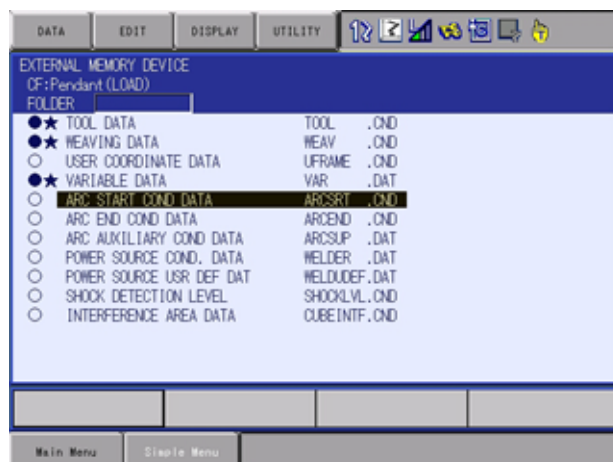 DATA EDIT DISPLAY UTILITY
EXTERNAL MEMORY DEVICE
CF:Pendant(LOAD)
FOLDER
TOOL DATA TOOL .CND
WEAVING DATA WEAV .CND
USER COORDINATE DATA UFRAME .CND
VARIABLE DATA VAR .DAT
ARC START COND DATA ARCSRT .CND
ARC END COND DATA ARCEND .CND
ARC AUXILIARY COND DATA ARCSUP .DAT
POWER SOURCE COND. DATA WELDER .DAT
POWER SOURCE USR DEF DAT WELDUDEF.DAT
SHOCK DETECTION LEVEL SHOCKLVL.CND
INTERFERENCE AREA DATA CUBEINTF.CND
Main Menu Simple Menu